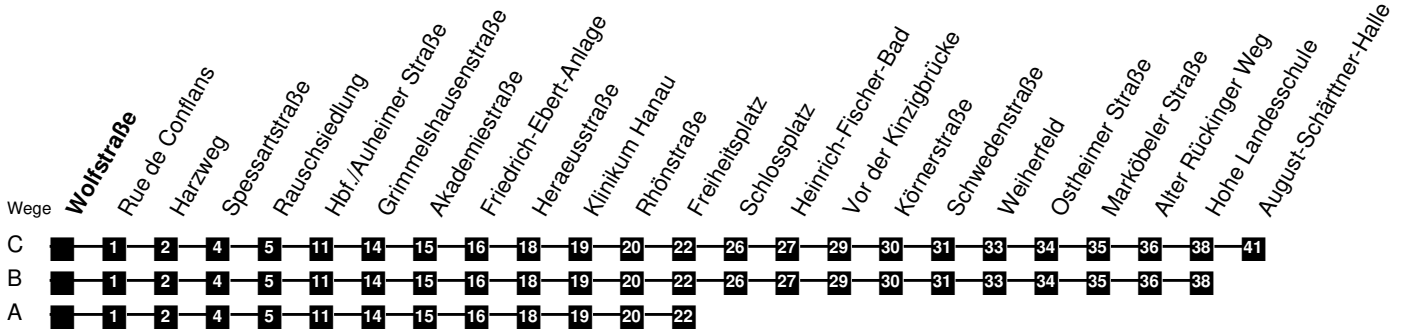 Wolfstraße
Rue de Conflans
Harzweg
Spessartstraße
Rauschsiedlung
Hbf./Auheimer Straße
Grimmelshausenstraße
Akademiestraße
Friedrich-Ebert-Anlage
Heraeusstraße
Klinikum Hanau
Rhönstraße
Freiheitsplatz
Schlossplatz
Heinrich-Fischer-Bad
Vor der Kinzigbrücke
Körnerstraße
Schwedenstraße
Weiherfeld
Ostheimer Straße
Marköbeler Straße
Alter Rückinger Weg
Hohe Landesschule
August-Schärttner-Halle
Wege
C 1 2 4 5 11 14 15 16 18 19 20 22 26 27 29 30 31 33 34 35 36 38 41
B 1 2 4 5 11 14 15 16 18 19 20 22 26 27 29 30 31 33 34 35 36 38
A 1 2 4 5 11 14 15 16 18 19 20 22